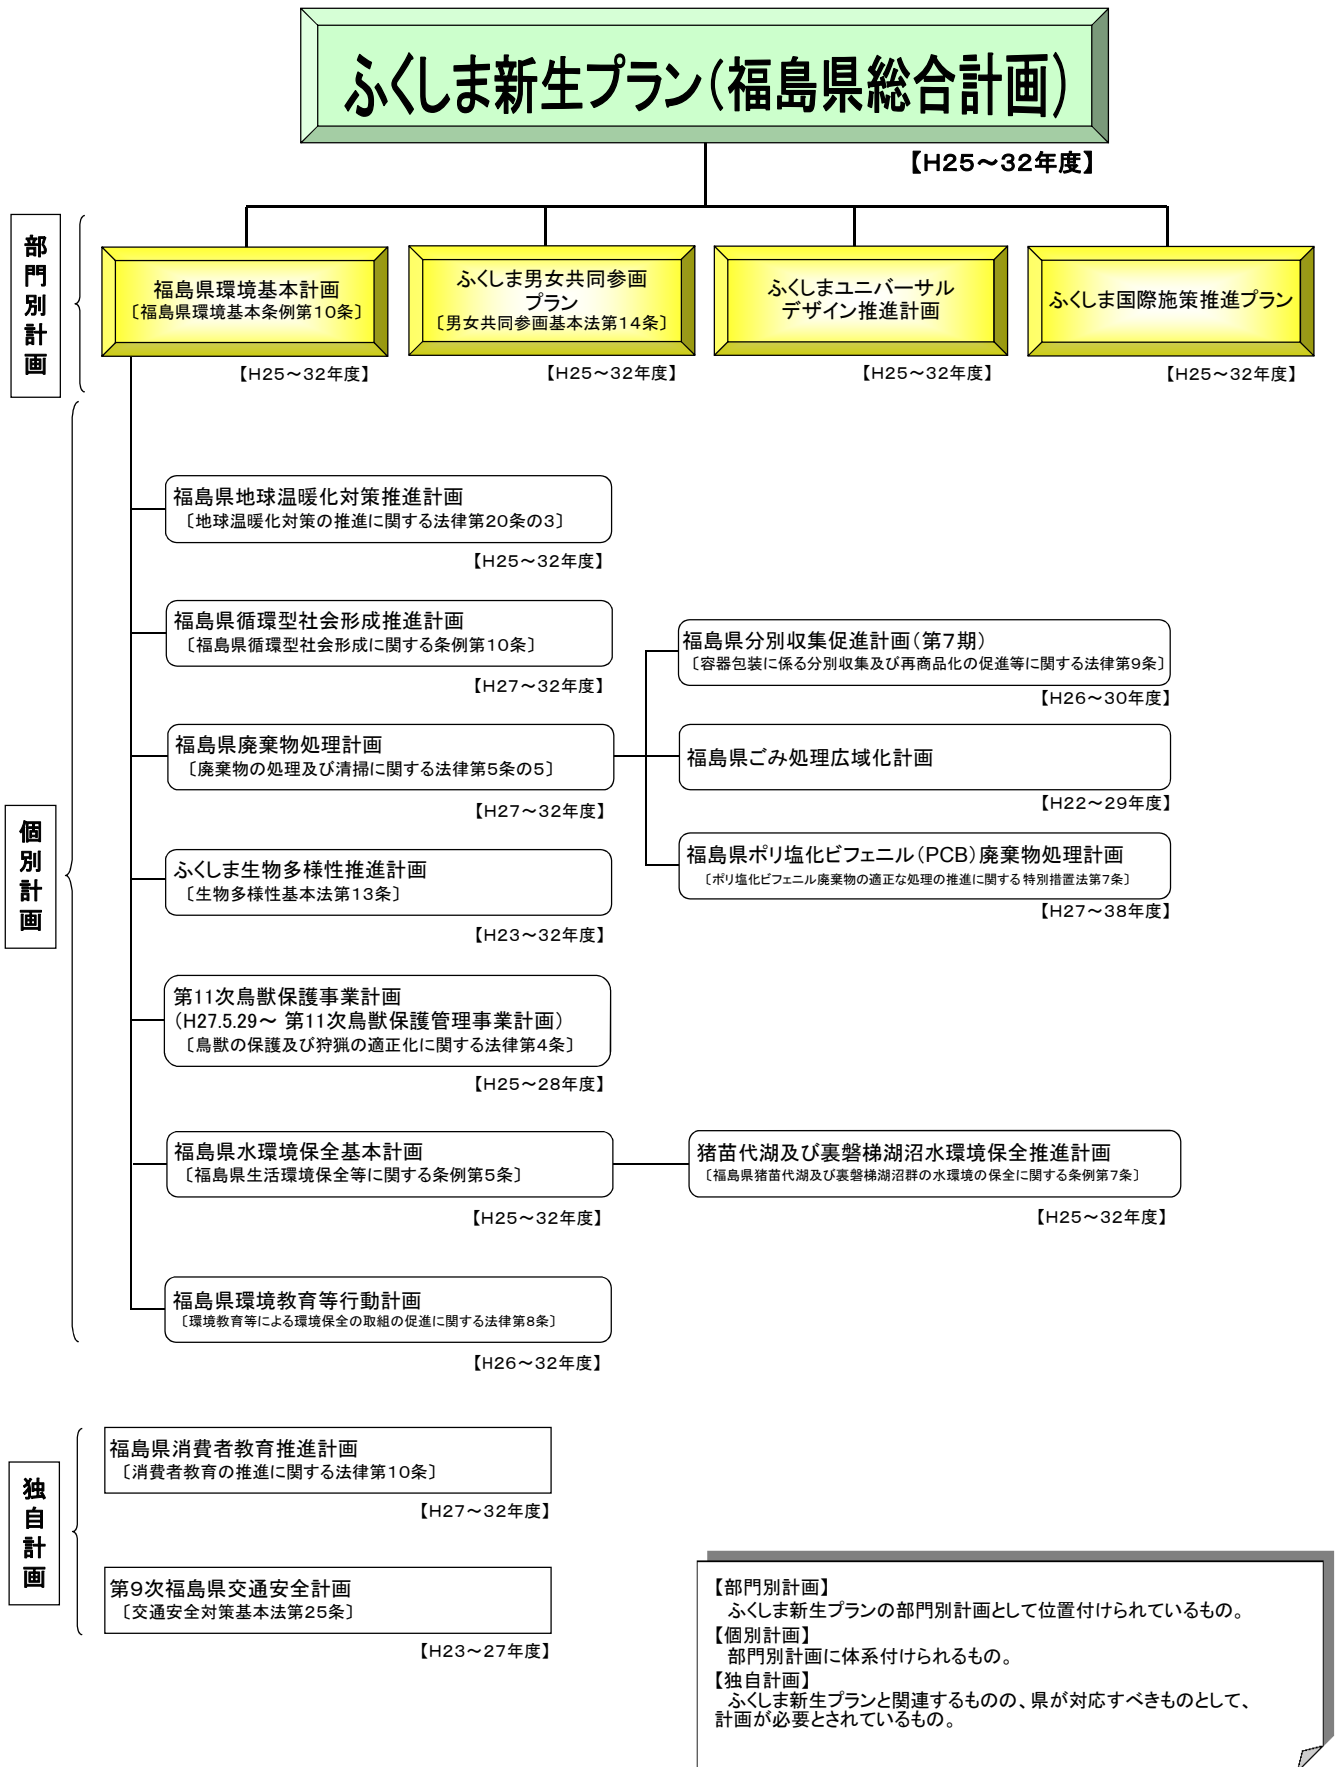 ふくしま新生プラン（福島県総合計画）
【H25～32年度】
部門別計画
福島県環境基本計画
〔福島県環境基本条例第10条〕
【H25～32年度】
ふくしま男女共同参画
プラン
〔男女共同参画基本法第14条〕
【H25～32年度】
ふくしまユニバーサル
デザイン推進計画
【H25～32年度】
ふくしま国際施策推進プラン
【H25～32年度】
個別計画
福島県地球温暖化対策推進計画
〔地球温暖化対策の推進に関する法律第20条の3〕
【H25～32年度】
福島県循環型社会形成推進計画
〔福島県循環型社会形成に関する条例第10条〕
【H27～32年度】
福島県廃棄物処理計画
〔廃棄物の処理及び清掃に関する法律第5条の5〕
【H27～32年度】
福島県分別収集促進計画（第7期）
〔容器包装に係る分別収集及び再商品化の促進等に関する法律第9条〕
【H26～30年度】
福島県ごみ処理広域化計画
【H22～29年度】
福島県ポリ塩化ビフェニル（PCB）廃棄物処理計画
〔ポリ塩化ビフェニル廃棄物の適正な処理の推進に関する特別措置法第7条〕
【H27～38年度】
ふくしま生物多様性推進計画
〔生物多様性基本法第13条〕
【H23～32年度】
第11次鳥獣保護事業計画
（H27.5.29～ 第11次鳥獣保護管理事業計画）
〔鳥獣の保護及び狩猟の適正化に関する法律第4条〕
【H25～28年度】
福島県水環境保全基本計画
〔福島県生活環境保全等に関する条例第5条〕
【H25～32年度】
猪苗代湖及び裏磐梯湖沼水環境保全推進計画
〔福島県猪苗代湖及び裏磐梯湖沼群の水環境の保全に関する条例第7条〕
【H25～32年度】
福島県環境教育等行動計画
〔環境教育等による環境保全の取組の促進に関する法律第8条〕
【H26～32年度】
独自計画
福島県消費者教育推進計画
〔消費者教育の推進に関する法律第10条〕
【H27～32年度】
第9次福島県交通安全計画
〔交通安全対策基本法第25条〕
【H23～27年度】
【部門別計画】
ふくしま新生プランの部門別計画として位置付けられているもの。
【個別計画】
部門別計画に体系付けられるもの。
【独自計画】
ふくしま新生プランと関連するものの、県が対応すべきものとして、
計画が必要とされているもの。